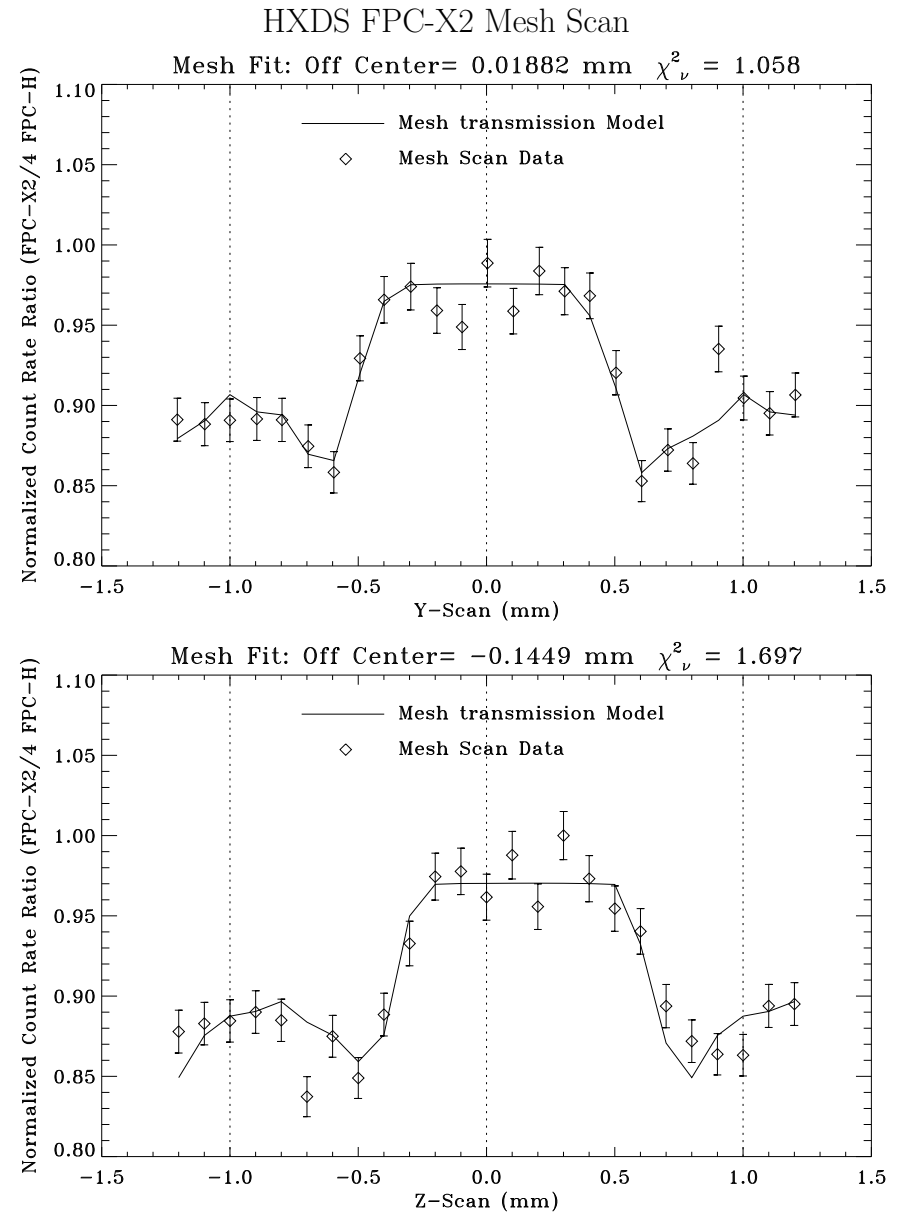 HXDS FPC-X2 Mesh Scan
Mesh Fit: Off Center= 0.01882 mm χ²ᵥ = 1.058
Normalized Count Rate Ratio (FPC-X2/4 FPC-H)
1.10
1.05
1.00
0.95
0.90
0.85
0.80
Mesh transmission Model
Mesh Scan Data
-1.5 -1.0 -0.5 0.0 0.5 1.0 1.5
Y-Scan (mm)
Mesh Fit: Off Center= -0.1449 mm χ²ᵥ = 1.697
Normalized Count Rate Ratio (FPC-X2/4 FPC-H)
1.10
1.05
1.00
0.95
0.90
0.85
0.80
Mesh transmission Model
Mesh Scan Data
-1.5 -1.0 -0.5 0.0 0.5 1.0 1.5
Z-Scan (mm)